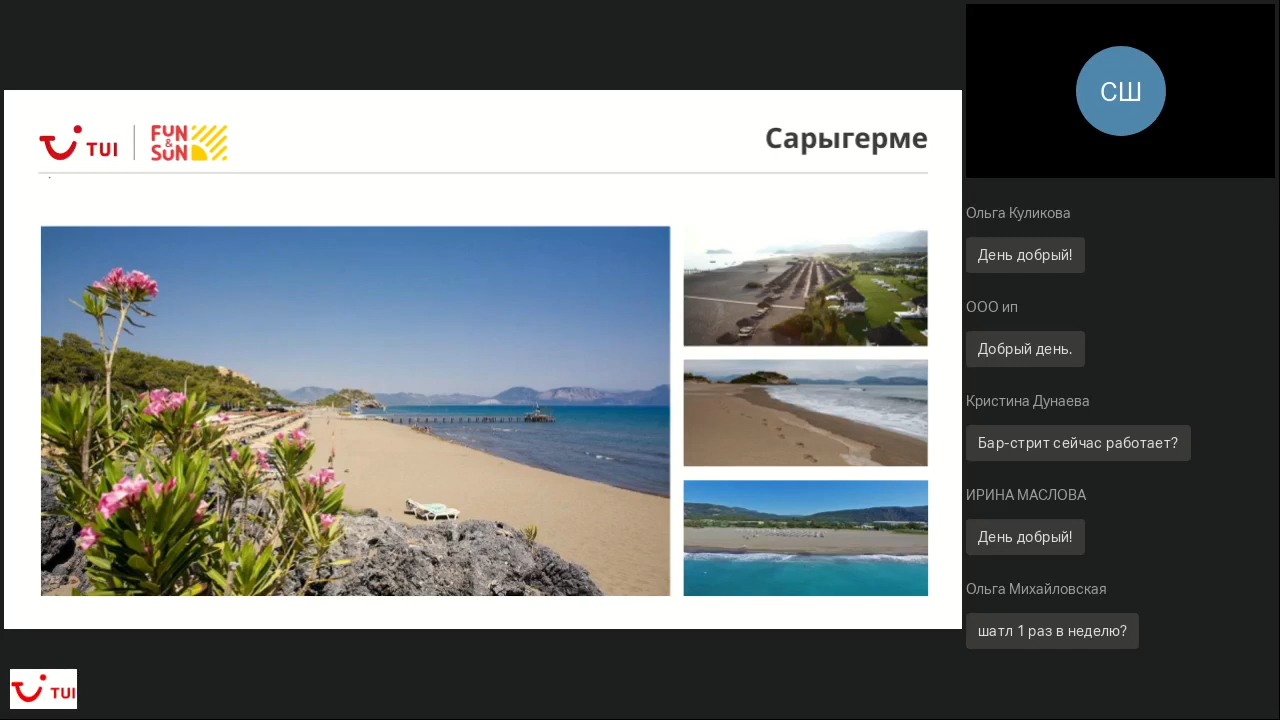 TUI
FUN
&
SUN
Сарыгерме
СШ
Ольга Куликова
День добрый!
ООО ип
Добрый день.
Кристина Дунаева
Бар-стрит сейчас работает?
ИРИНА МАСЛОВА
День добрый!
Ольга Михайловская
шатл 1 раз в неделю?
TUI